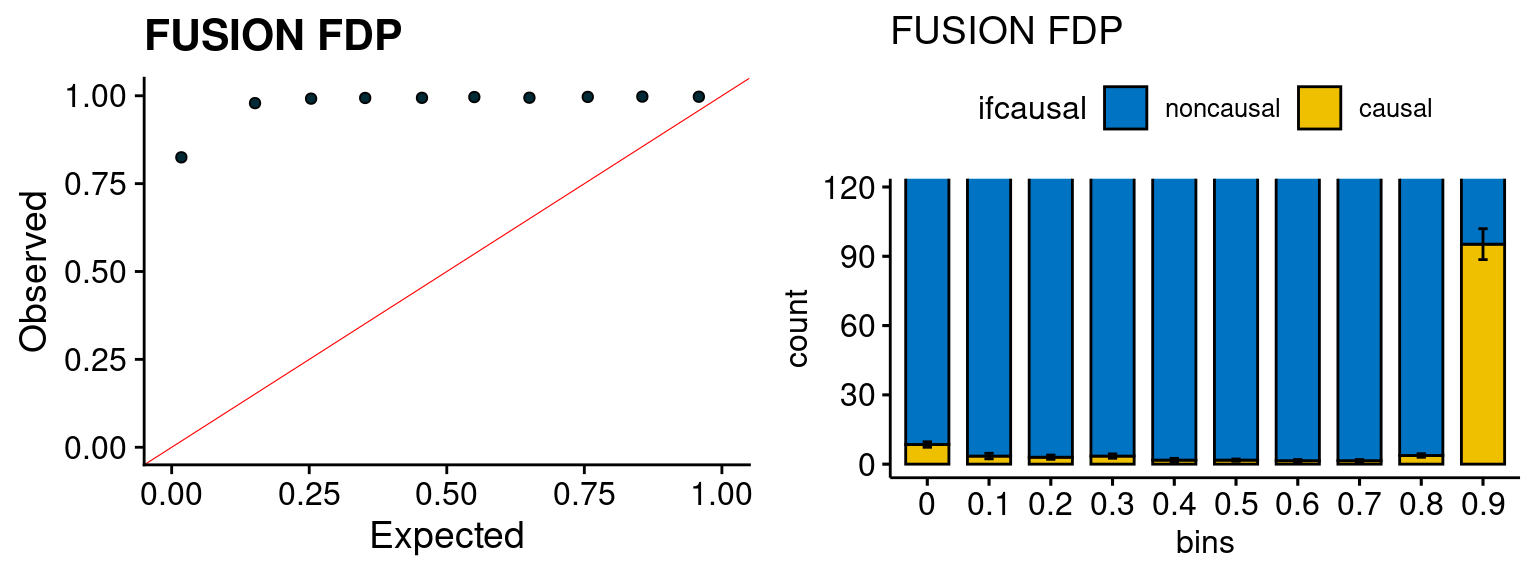 FUSION FDP
1.00
0.75
0.50
0.25
0.00
Observed
0.00 0.25 0.50 0.75 1.00
Expected
FUSION FDP
ifcausal noncausal causal
120
90
60
30
0
count
0 0.1 0.2 0.3 0.4 0.5 0.6 0.7 0.8 0.9
bins